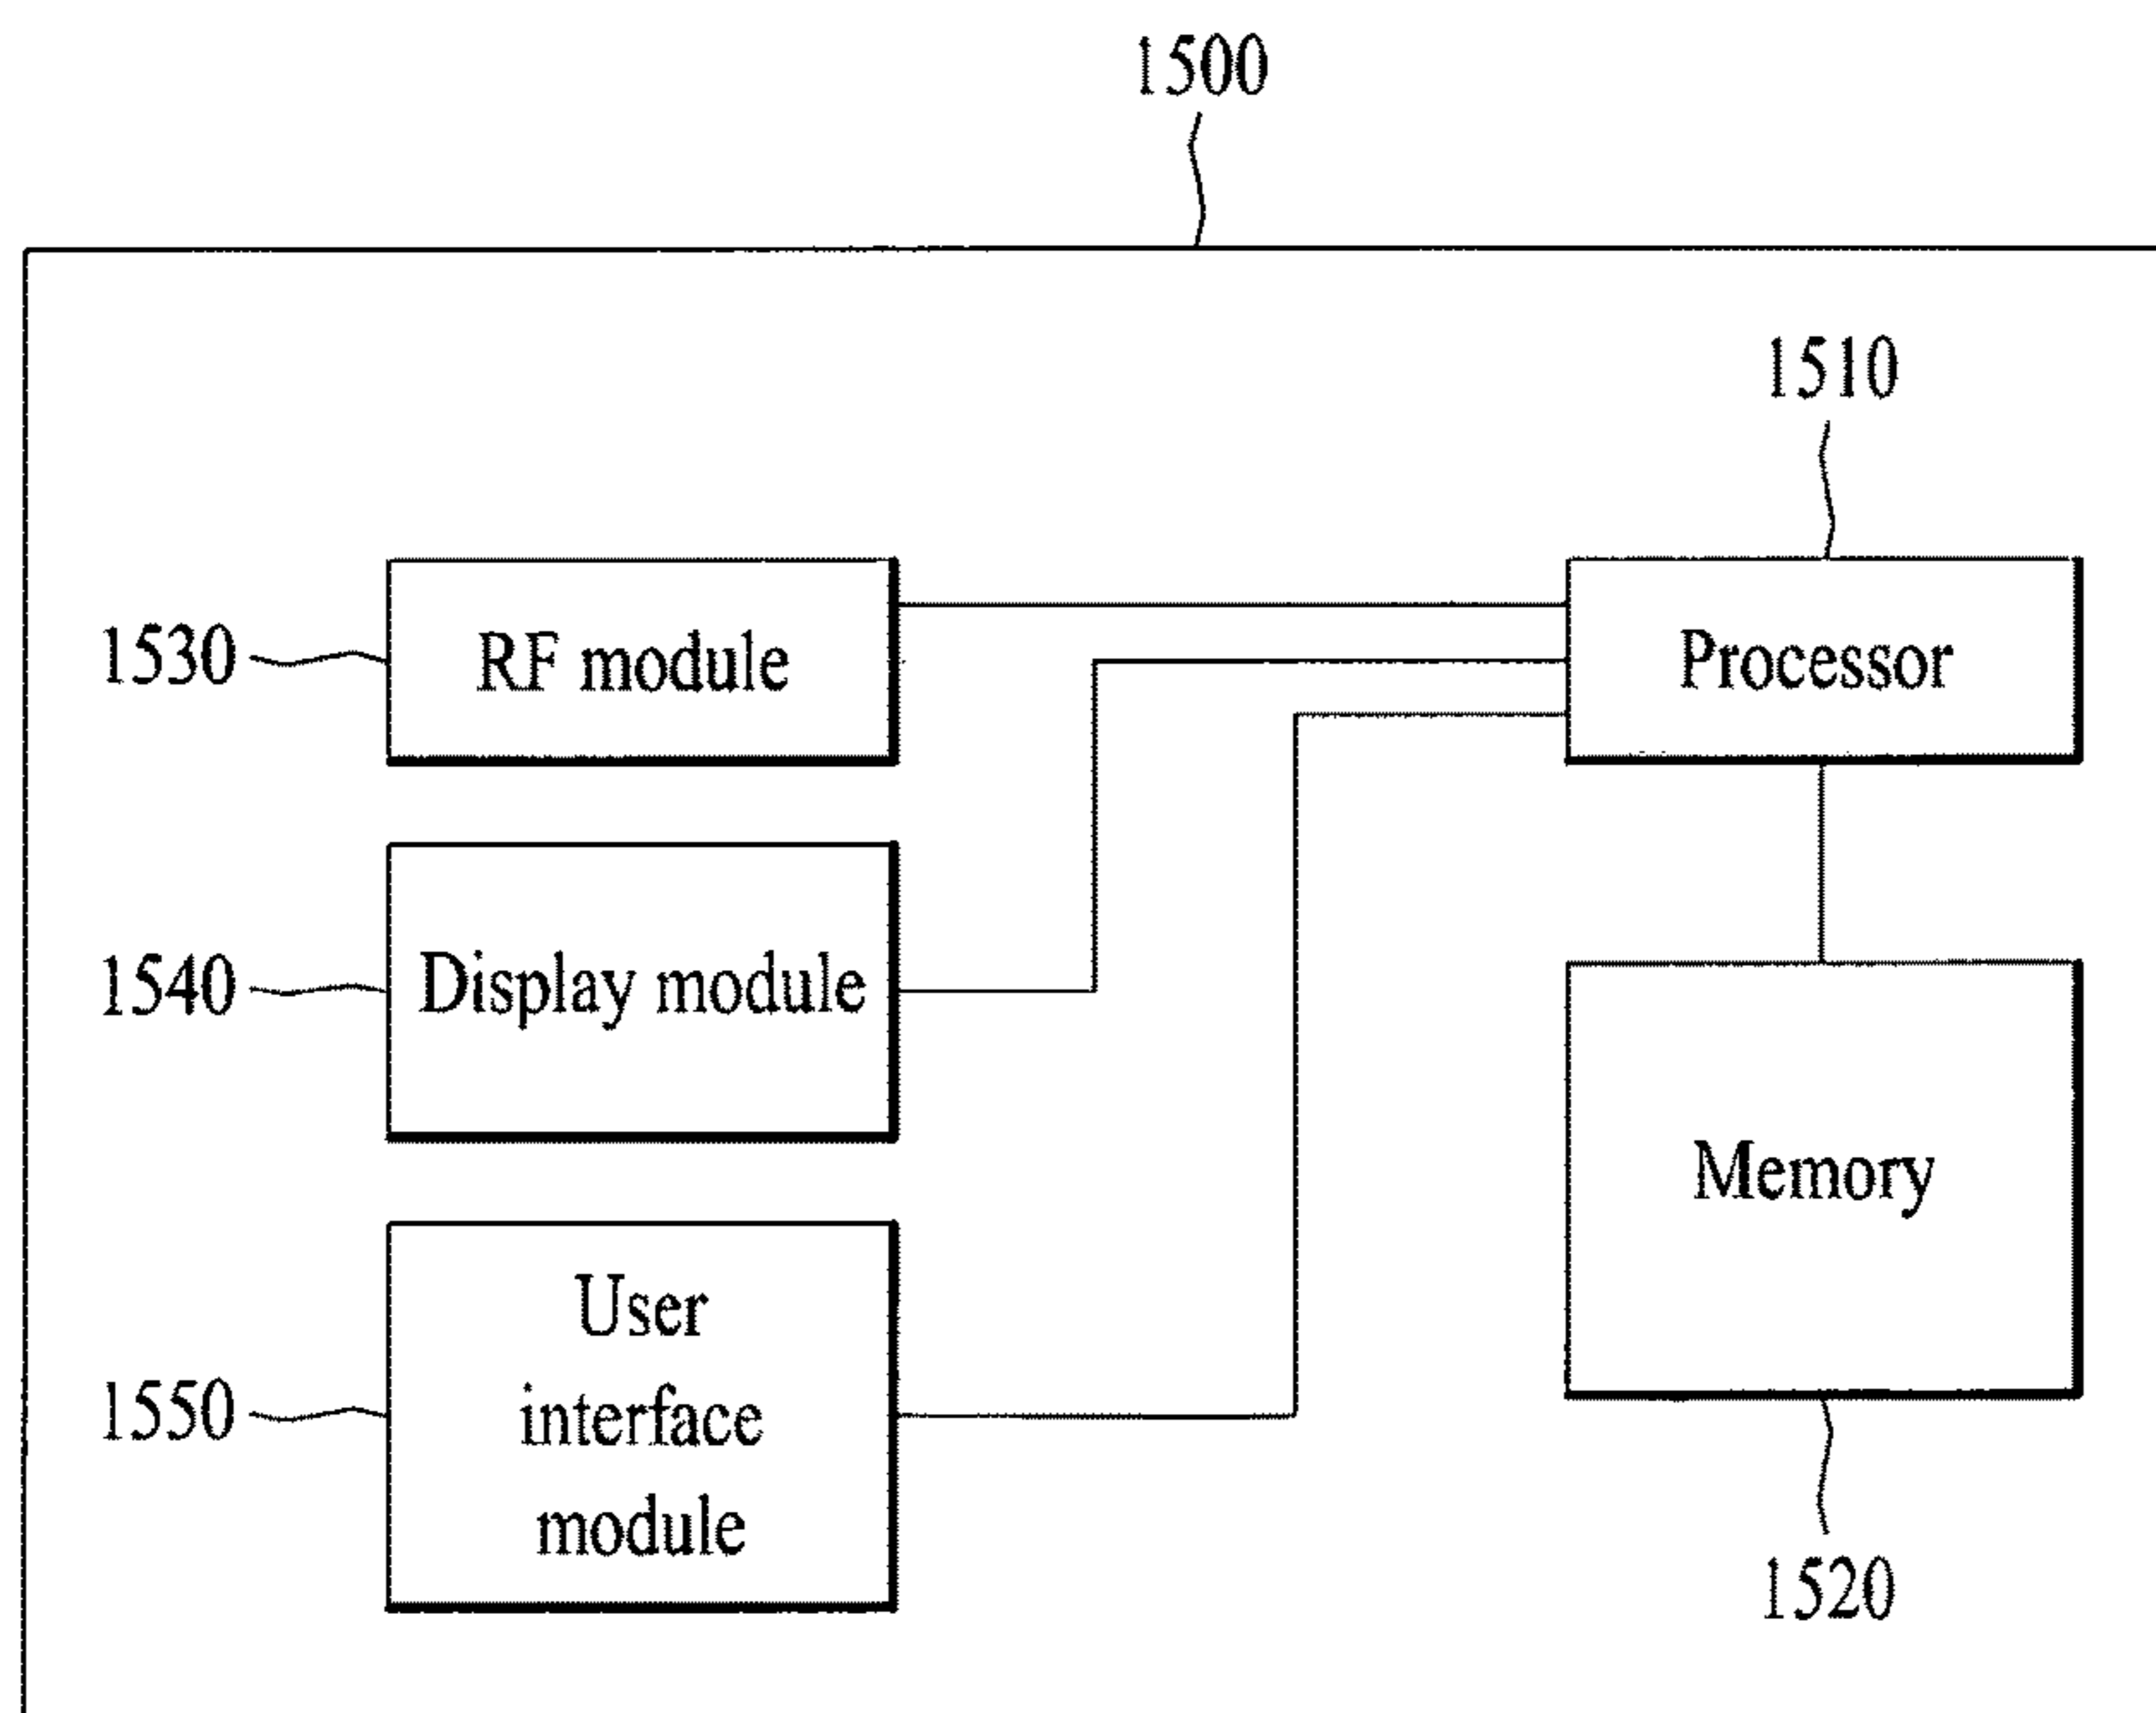 1500
1510
1530
RF module
Processor
1540
Display module
Memory
1550
User
interface
module
1520